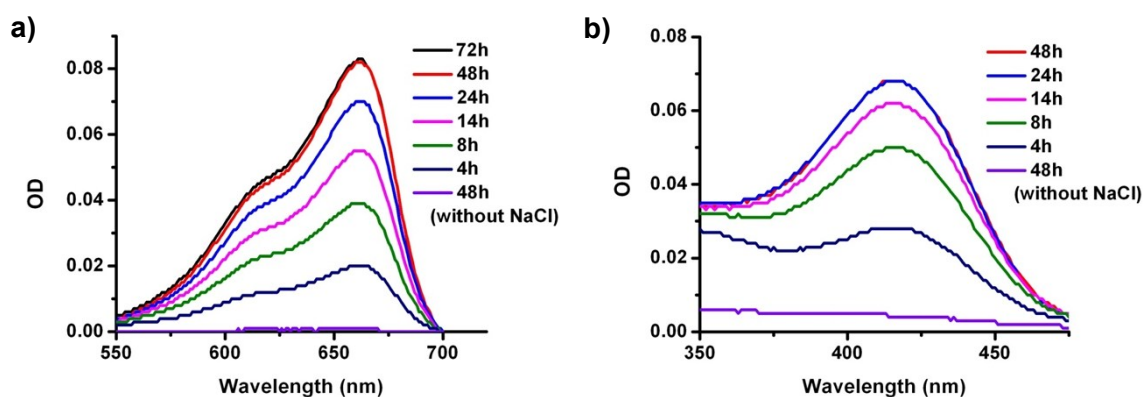 a)
0.08
0.06
0.04
0.02
0.00
OD
550
600
650
700
Wavelength (nm)
72h
48h
24h
14h
8h
4h
48h
(without NaCl)
b)
0.08
0.06
0.04
0.02
0.00
OD
350
400
450
Wavelength (nm)
48h
24h
14h
8h
4h
48h
(without NaCl)